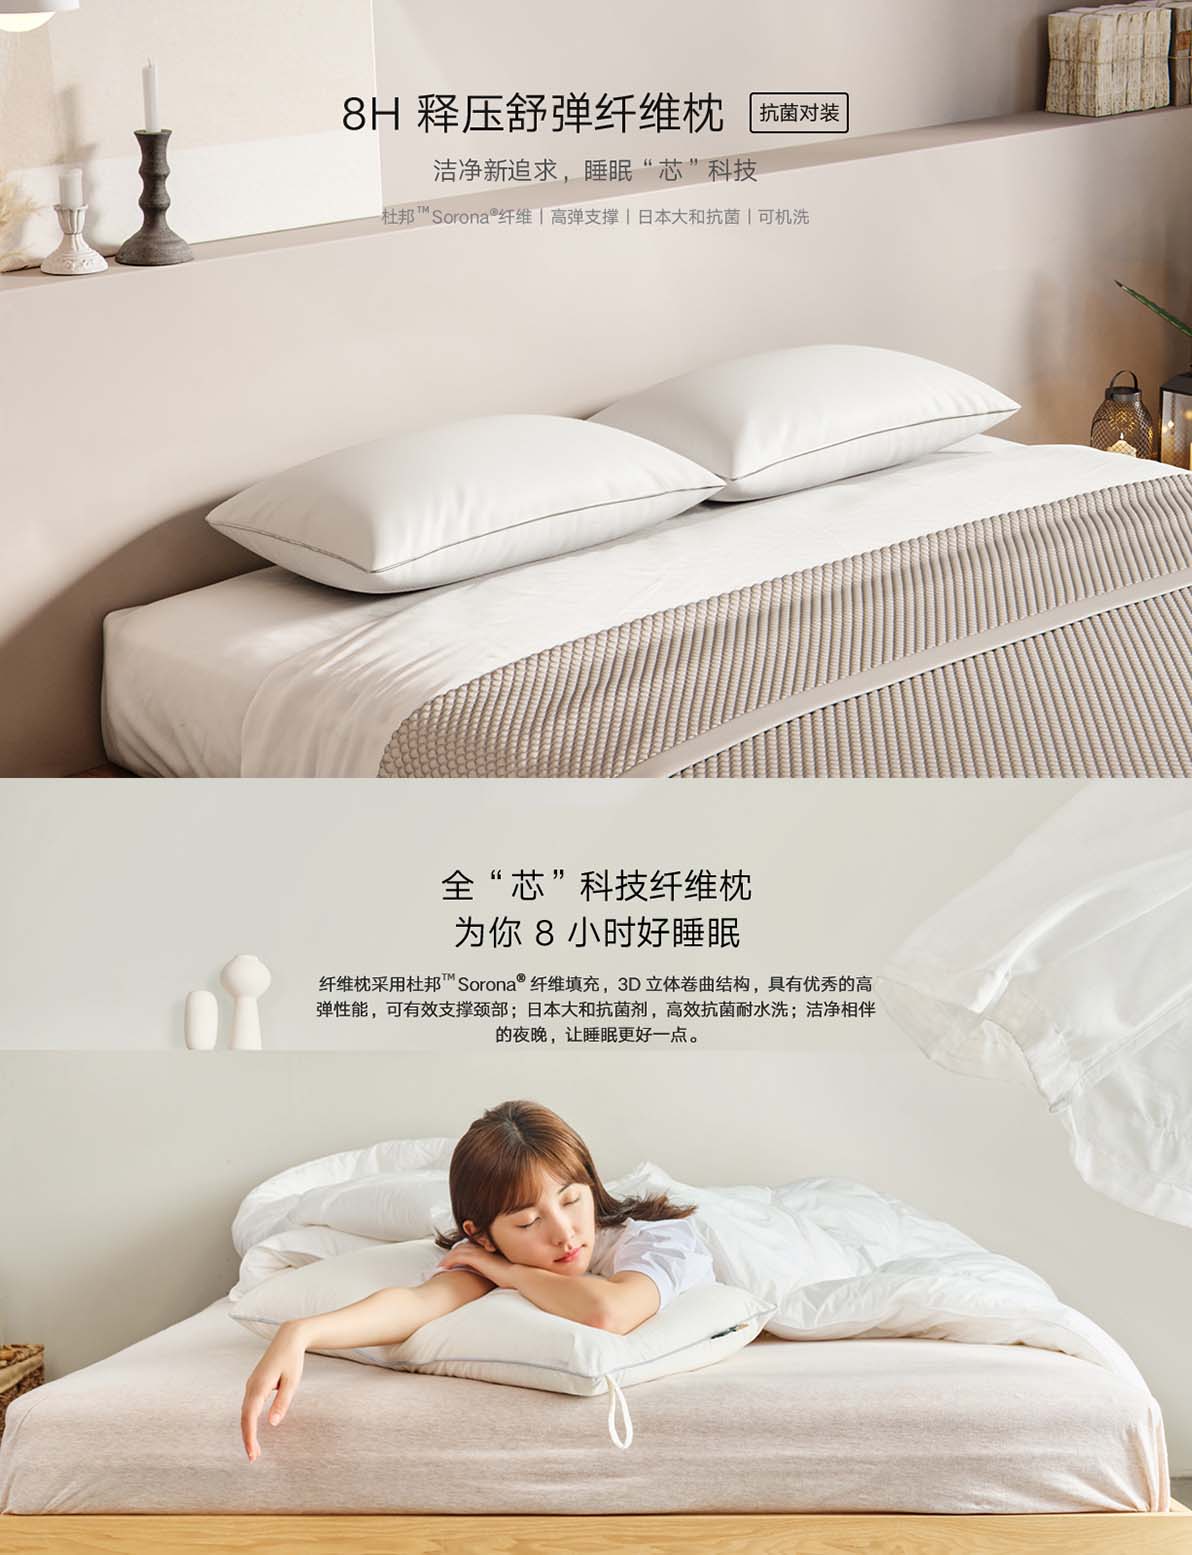 8H 释压舒弹纤维枕 抗菌对装
洁净新追求，睡眠“芯”科技
杜邦™Sorona®纤维丨高弹支撑丨日本大和抗菌丨可机洗
全“芯”科技纤维枕
为你 8 小时好睡眠
纤维枕采用杜邦™Sorona® 纤维填充，3D 立体卷曲结构，具有优秀的高
弹性能，可有效支撑颈部；日本大和抗菌剂，高效抗菌耐水洗；洁净相伴
的夜晚，让睡眠更好一点。